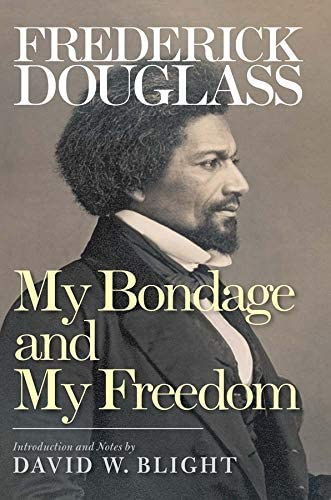 FREDERICK
DOUGLASS
My Bondage
and
My Freedom
Introduction and Notes by
DAVID W. BLIGHT